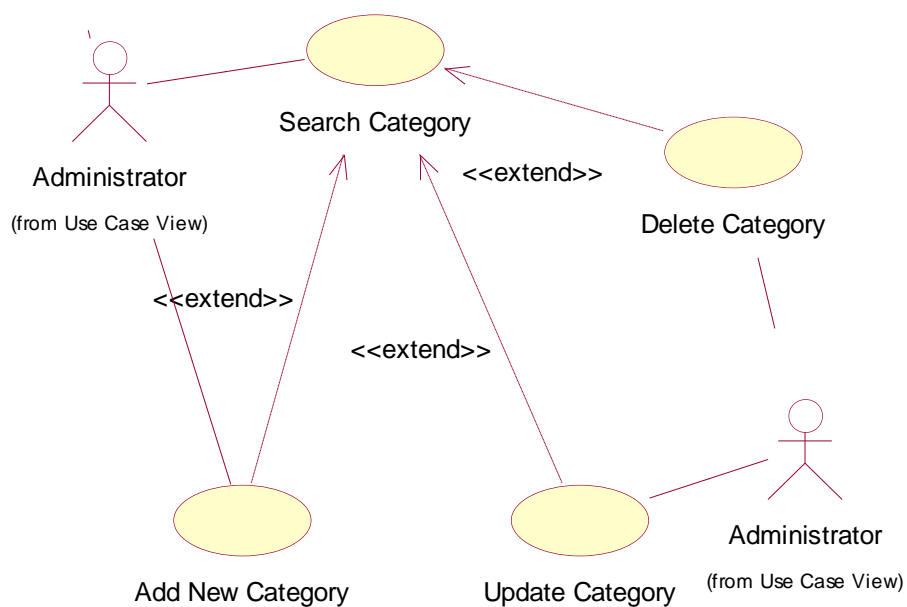 Search Category
Administrator
(from Use Case View)
<<extend>>
Delete Category
<<extend>>
<<extend>>
Administrator
(from Use Case View)
Add New Category
Update Category